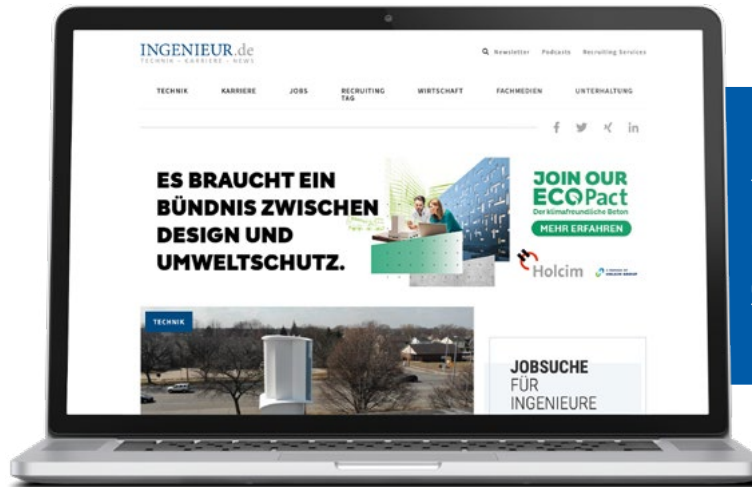 INGENIEUR.de
TECHNIK – KARRIERE – NEWS
Newsletter Podcasts Recruiting Services
TECHNIK KARRIERE JOBS RECRUITING TAG WIRTSCHAFT FACHMEDIEN UNTERHALTUNG
ES BRAUCHT EIN
BÜNDNIS ZWISCHEN
DESIGN UND
UMWELTSCHUTZ.
JOIN OUR
ECOPact
Der klimafreundliche Beton
MEHR ERFAHREN
Holcim
TECHNIK
JOBSUCHE
FÜR
INGENIEURE